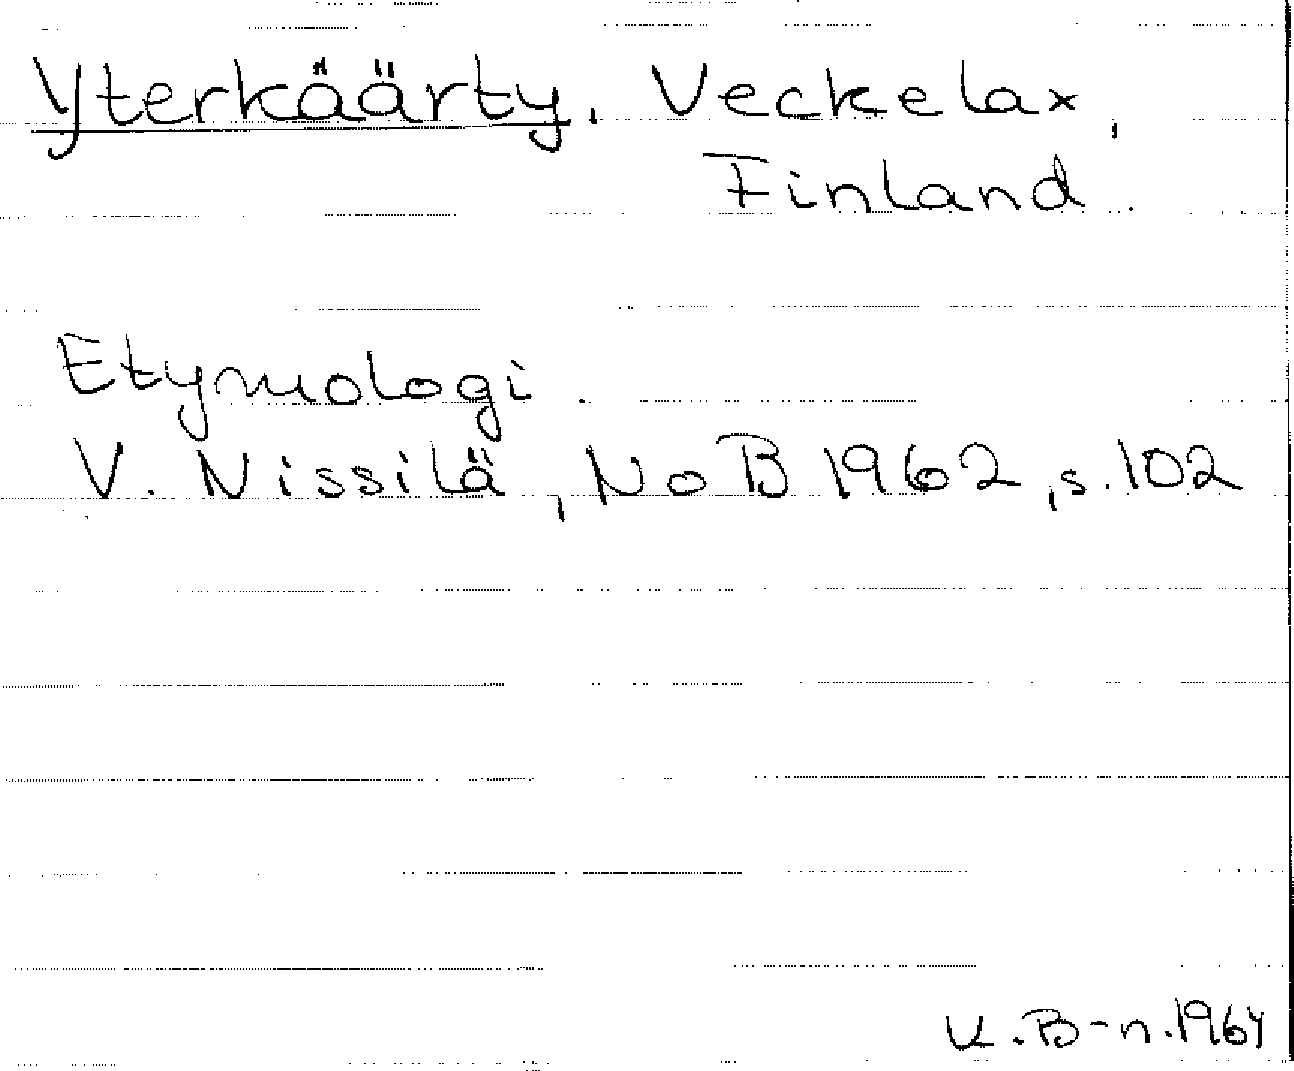 Yterkäärty, Veckelax,
Finland.
Etymologi.
V. Nissilä, NoB 1962, s. 102
K. B-n. 1964